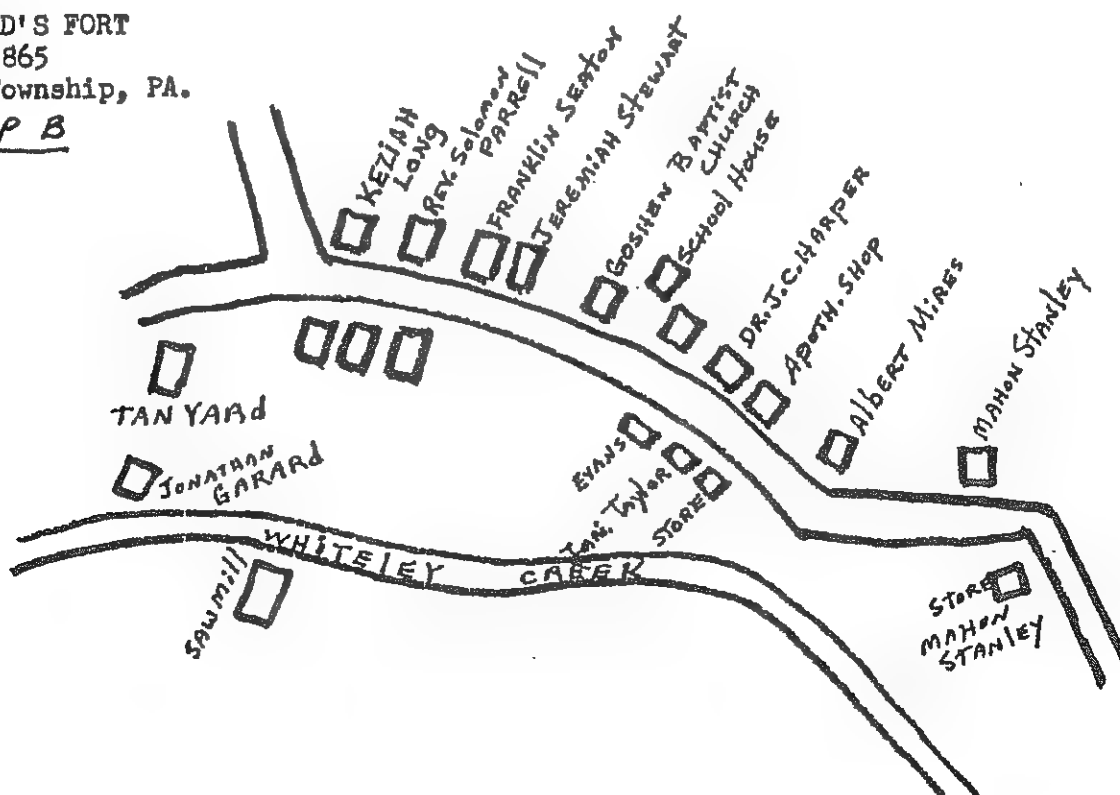 D'S FORT
865
ownship, PA.
P B
KEZIAH
LONG
REV. Solomon
PARRELL
FRANKLIN SEATON
JEREMIAH STEWART
GOSHEN BAPTIST
CHURCH
SCHOOL HOUSE
DR. J. C. HARPER
APOTH. SHOP
Albert MIRES
MAHON STANLEY
TAN YARd
JONATHAN
GARARd
EVANS
TAylOR
STORE
WHITElEY CREEK
SAWMill
STORE
MAHON
STANlEY